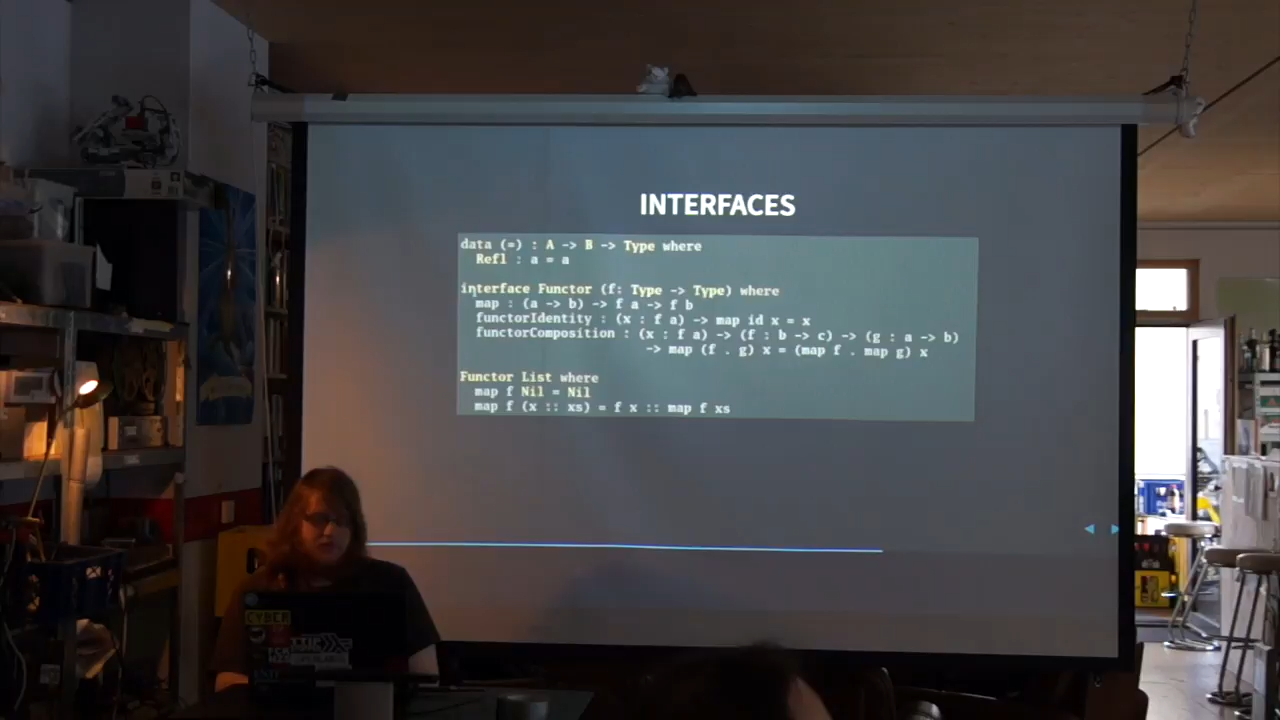 INTERFACES
data (=) : A -> B -> Type where
Refl : a = a
interface Functor (f: Type -> Type) where
map : (a -> b) -> f a -> f b
functorIdentity : (x : f a) -> map id x = x
functorComposition : (x : f a) -> (f : b -> c) -> (g : a -> b)
-> map (f . g) x = (map f . map g) x
Functor List where
map f Nil = Nil
map f (x :: xs) = f x :: map f xs
CYBER